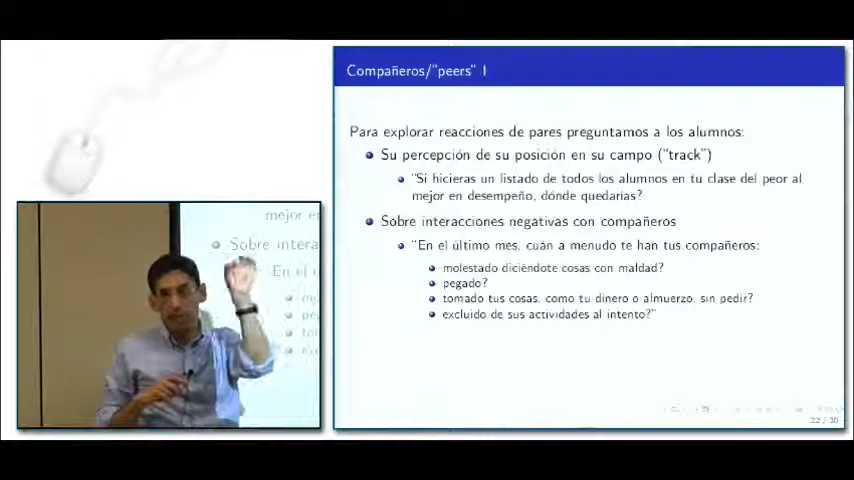 Compañeros/"peers" I
Para explorar reacciones de pares preguntamos a los alumnos:
Su percepción de su posición en su campo ("track")
"Si hicieras un listado de todos los alumnos en tu clase del peor al
mejor en desempeño, dónde quedarías?
Sobre interacciones negativas con compañeros
"En el último mes, cuán a menudo te han tus compañeros:
molestado diciéndote cosas con maldad?
pegado?
tomado tus cosas, como tu dinero o almuerzo, sin pedir?
excluido de sus actividades al intento?"
22 / 30
mejor en
Sobre intera
En el